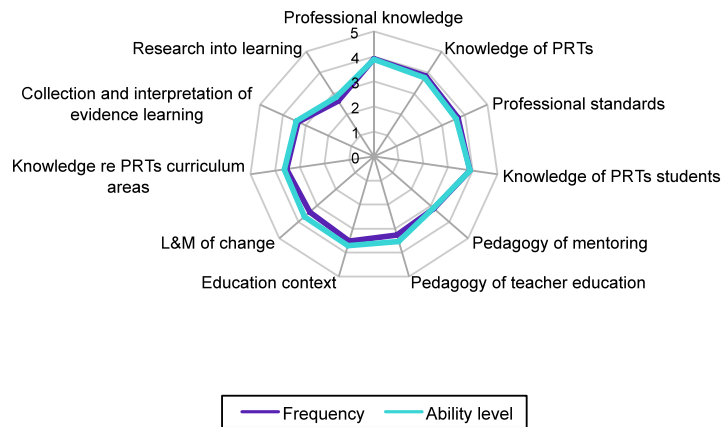 Professional knowledge
Knowledge of PRTs
Professional standards
Knowledge of PRTs students
Pedagogy of mentoring
Pedagogy of teacher education
Education context
L&M of change
Knowledge re PRTs curriculum
areas
Collection and interpretation of
evidence learning
Research into learning
5
4
3
2
1
0
Frequency
Ability level